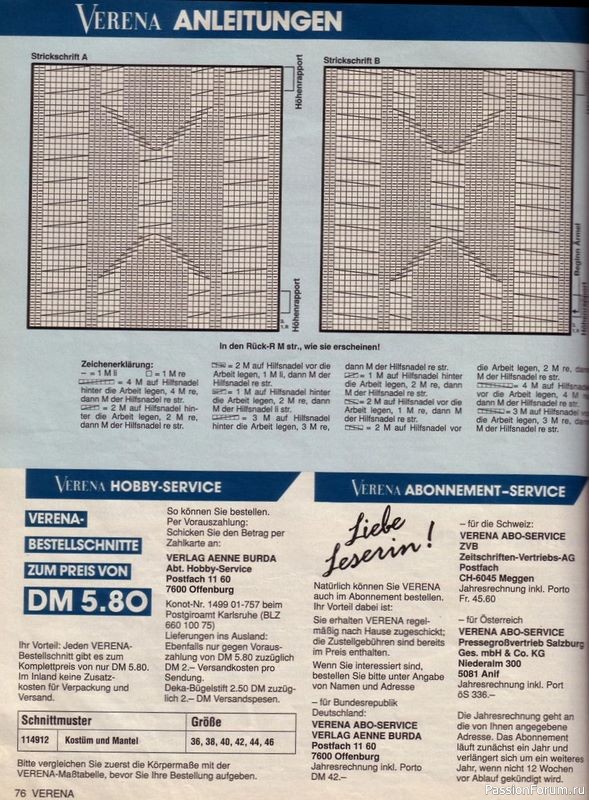 VERENA ANLEITUNGEN
Strickschrift A
Höhenrapport
Höhenrapport
Strickschrift B
Höhenrapport
Beginn Ärmel
Höhenrapport
In den Rück-R M str., wie sie erscheinen!
Zeichenerklärung:
– = 1 M li □ = 1 M re
= 4 M auf Hilfsnadel
hinter die Arbeit legen, 4 M re,
dann M der Hilfsnadel re str.
= 2 M auf Hilfsnadel hin-
ter die Arbeit legen, 2 M re,
dann M der Hilfsnadel re str.
= 2 M auf Hilfsnadel vor die
Arbeit legen, 1 M li, dann M der
Hilfsnadel re str.
= 1 M auf Hilfsnadel hinter
die Arbeit legen, 2 M re, dann
M der Hilfsnadel li str.
= 3 M auf Hilfsnadel
hinter die Arbeit legen, 3 M re,
dann M der Hilfsnadel re str.
= 1 M auf Hilfsnadel hinter
die Arbeit legen, 2 M re, dann
M der Hilfsnadel re str.
= 2 M auf Hilfsnadel vor die
Arbeit legen, 1 M re, dann M
der Hilfsnadel re str.
= 2 M auf Hilfsnadel vor
die Arbeit legen, 2 M re, dann
M der Hilfsnadel re str.
= 4 M auf Hilfsnadel
vor die Arbeit legen, 4 M
dann M der Hilfsnadel re str.
= 3 M auf Hilfsnadel vor
die Arbeit legen, 3 M re, dann
M der Hilfsnadel re str.
VERENA HOBBY-SERVICE
VERENA-
BESTELLSCHNITTE
ZUM PREIS VON
DM 5.80
Ihr Vorteil: Jeden VERENA-
Bestellschnitt gibt es zum
Komplettpreis von nur DM 5.80.
Im Inland keine Zusatz-
kosten für Verpackung und
Versand.
So können Sie bestellen.
Per Vorauszahlung:
Schicken Sie den Betrag per
Zahlkarte an:
VERLAG AENNE BURDA
Abt. Hobby-Service
Postfach 11 60
7600 Offenburg
Konot-Nr. 1499 01-757 beim
Postgiroamt Karlsruhe (BLZ
660 100 75)
Lieferungen ins Ausland:
Ebenfalls nur gegen Voraus-
zahlung von DM 5.80 zuzüglich
DM 2.– Versandkosten pro
Sendung.
Deka-Bügelstift 2.50 DM zuzüg-
lich 2.– DM Versandspesen.
Schnittmuster Größe
114912 Kostüm und Mantel 36, 38, 40, 42, 44, 46
Bitte vergleichen Sie zuerst die Körpermaße mit der
VERENA-Maßtabelle, bevor Sie Ihre Bestellung aufgeben.
76 VERENA
VERENA ABONNEMENT-SERVICE
Liebe
Leserin!
Natürlich können Sie VERENA
auch im Abonnement bestellen.
Ihr Vorteil dabei ist:
Sie erhalten VERENA regel-
mäßig nach Hause zugeschickt;
die Zustellgebühren sind bereits
im Preis enthalten.
Wenn Sie interessiert sind,
bestellen Sie bitte unter Angabe
von Namen und Adresse
– für Bundesrepublik
Deutschland:
VERENA ABO-SERVICE
VERLAG AENNE BURDA
Postfach 11 60
7600 Offenburg
Jahresrechnung inkl. Porto
DM 42.–
– für die Schweiz:
VERENA ABO-SERVICE
ZVB
Zeitschriften-Vertriebs-AG
Postfach
CH-6045 Meggen
Jahresrechnung inkl. Porto
Fr. 45.60
– für Österreich
VERENA ABO-SERVICE
Pressegroßvertrieb Salzburg
Ges. mbH & Co. KG
Niederalm 300
5081 Anif
Jahresrechnung inkl. Port
öS 336.–
Die Jahresrechnung geht an
die von Ihnen angegebene
Adresse. Das Abonnement
läuft zunächst ein Jahr und
verlängert sich um ein weiteres
Jahr, wenn nicht 12 Wochen
vor Ablauf gekündigt wird.
PassionForum.ru